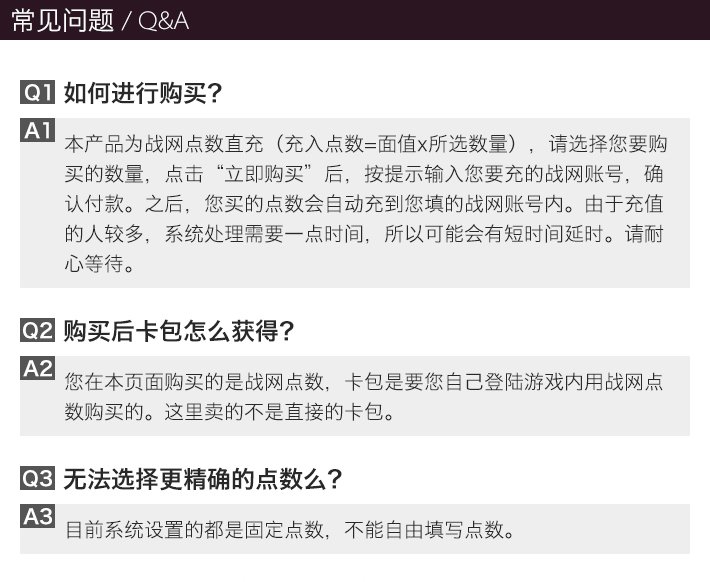 常见问题 / Q&A
Q1 如何进行购买?
A1
本产品为战网点数直充（充入点数=面值x所选数量），请选择您要购
买的数量，点击“立即购买”后，按提示输入您要充的战网账号，确
认付款。之后，您买的点数会自动充到您填的战网账号内。由于充值
的人较多，系统处理需要一点时间，所以可能会有短时间延时。请耐
心等待。
Q2 购买后卡包怎么获得?
A2
您在本页面购买的是战网点数，卡包是要您自己登陆游戏内用战网点
数购买的。这里卖的不是直接的卡包。
Q3 无法选择更精确的点数么?
A3
目前系统设置的都是固定点数，不能自由填写点数。